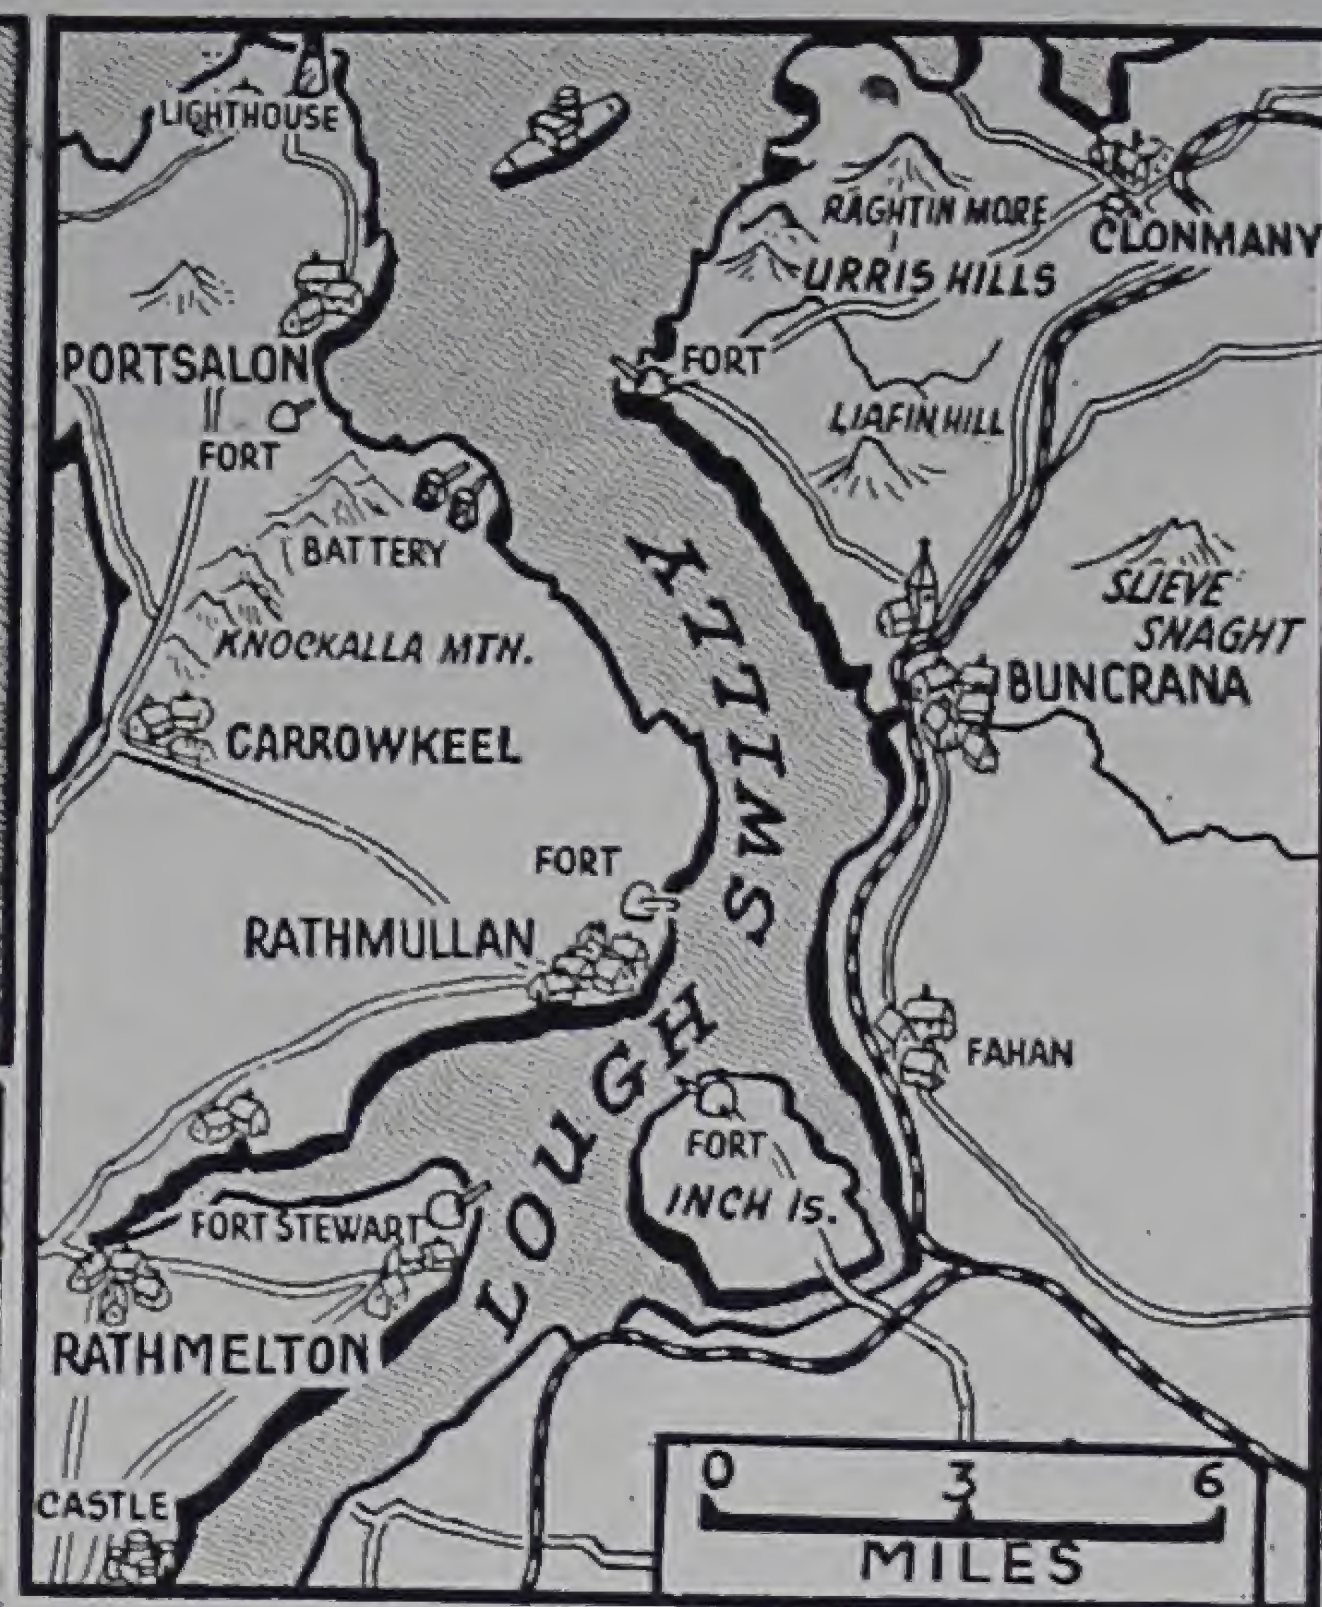 LIGHTHOUSE
RAGHTIN MORE
CLONMANY
URRIS HILLS
PORTSALON
FORT
FORT
LIAFIN HILL
BATTERY
SLIEVE
SNAGHT
KNOCKALLA MTN.
BUNCRANA
CARROWKEEL
FORT
RATHMULLAN
LOUGH SWILLY
FAHAN
FORT
INCH IS.
FORT STEWART
RATHMELTON
CASTLE
0 3 6
MILES